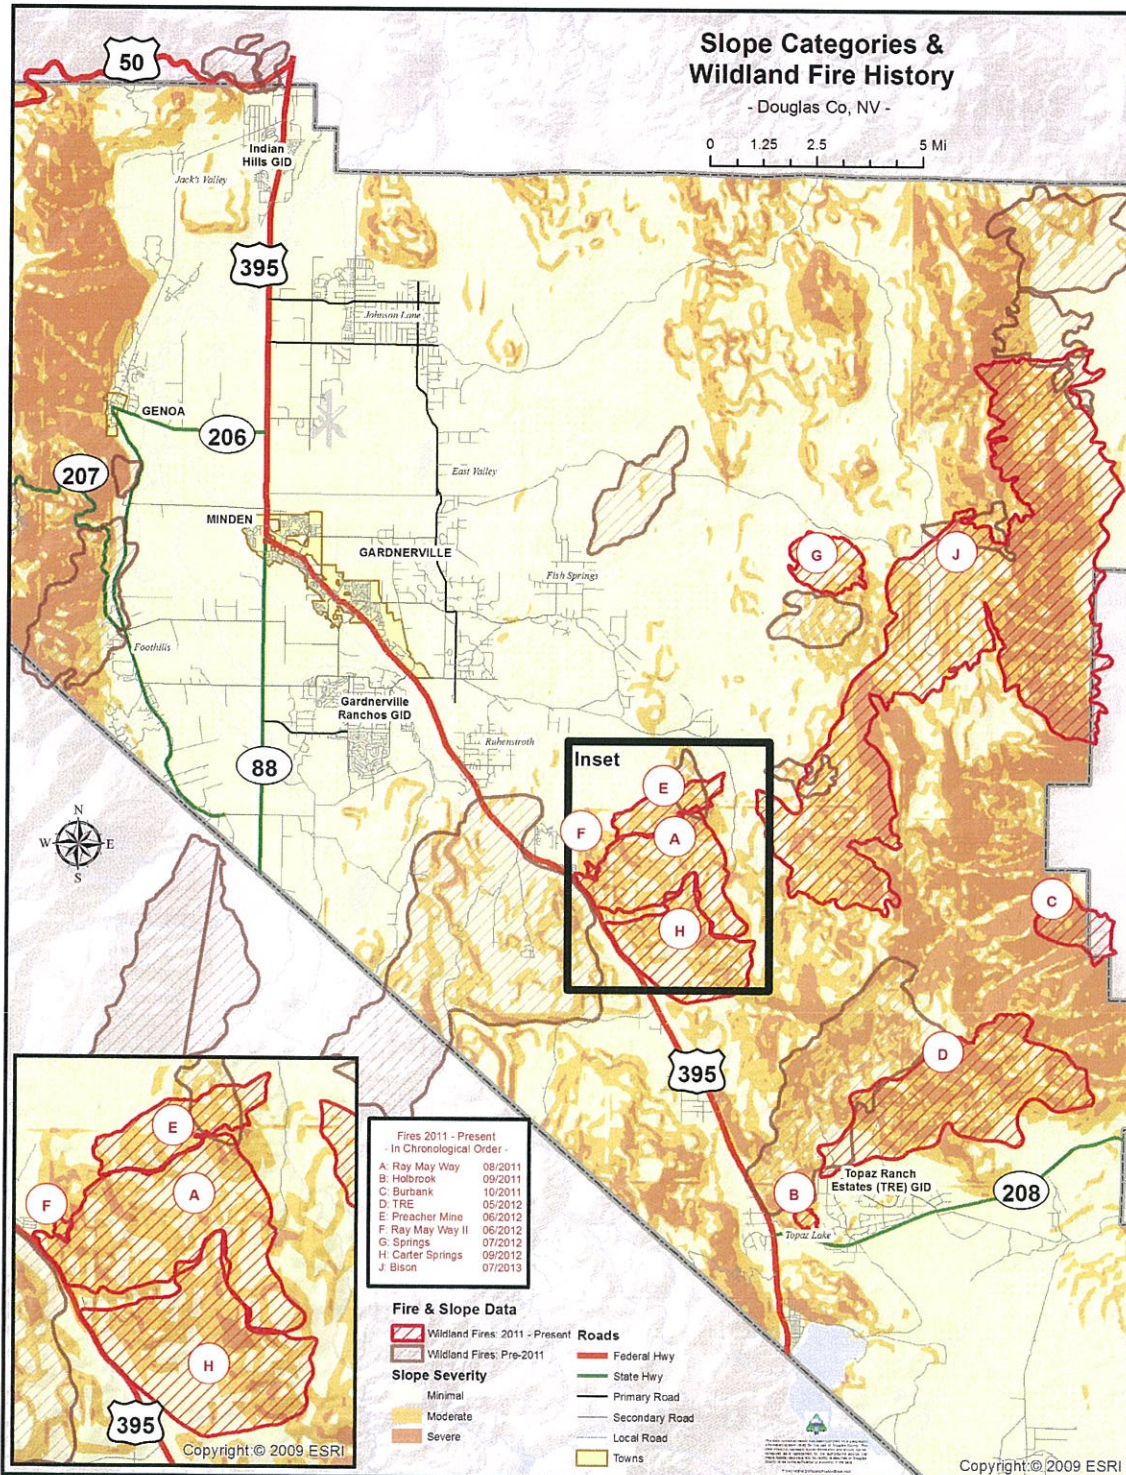 Slope Categories &
Wildland Fire History
- Douglas Co, NV -
0 1.25 2.5 5 Mi
50
Indian
Hills GID
Jack's Valley
395
Johnson Lane
GENOA
206
207
East Valley
MINDEN
GARDNERVILLE
G
J
Fish Springs
Foothills
Gardnerville
Ranchos GID
Ruhenstroth
88
Inset
E
F
A
N
W E
S
C
H
395
D
Topaz Ranch
Estates (TRE) GID
B
208
Topaz Lake
E
A
F
H
395
Copyright:© 2009 ESRI
Fires 2011 - Present
- In Chronological Order -
A: Ray May Way 08/2011
B: Holbrook 09/2011
C: Burbank 10/2011
D: TRE 05/2012
E: Preacher Mine 06/2012
F: Ray May Way II 06/2012
G: Springs 07/2012
H: Carter Springs 09/2012
J: Bison 07/2013
Fire & Slope Data
Wildland Fires: 2011 - Present
Wildland Fires: Pre-2011
Slope Severity
Minimal
Moderate
Severe
Roads
Federal Hwy
State Hwy
Primary Road
Secondary Road
Local Road
Towns
Copyright:© 2009 ESRI